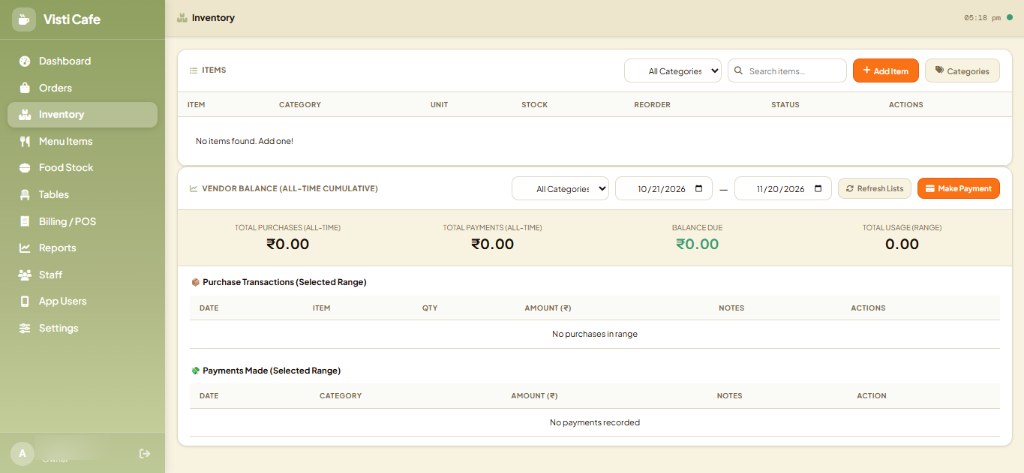 Visti Cafe
Inventory
05:18 pm
Dashboard
Orders
Inventory
Menu Items
Food Stock
Tables
Billing / POS
Reports
Staff
App Users
Settings
A
ITEMS
All Categories
Search items...
Add Item
Categories
ITEM CATEGORY UNIT STOCK REORDER STATUS ACTIONS
No items found. Add one!
VENDOR BALANCE (ALL-TIME CUMULATIVE)
All Categories
10/21/2026 — 11/20/2026
Refresh Lists
Make Payment
TOTAL PURCHASES (ALL-TIME) TOTAL PAYMENTS (ALL-TIME) BALANCE DUE TOTAL USAGE (RANGE)
₹0.00 ₹0.00 ₹0.00 0.00
Purchase Transactions (Selected Range)
DATE ITEM QTY AMOUNT (₹) NOTES ACTIONS
No purchases in range
Payments Made (Selected Range)
DATE CATEGORY AMOUNT (₹) NOTES ACTION
No payments recorded